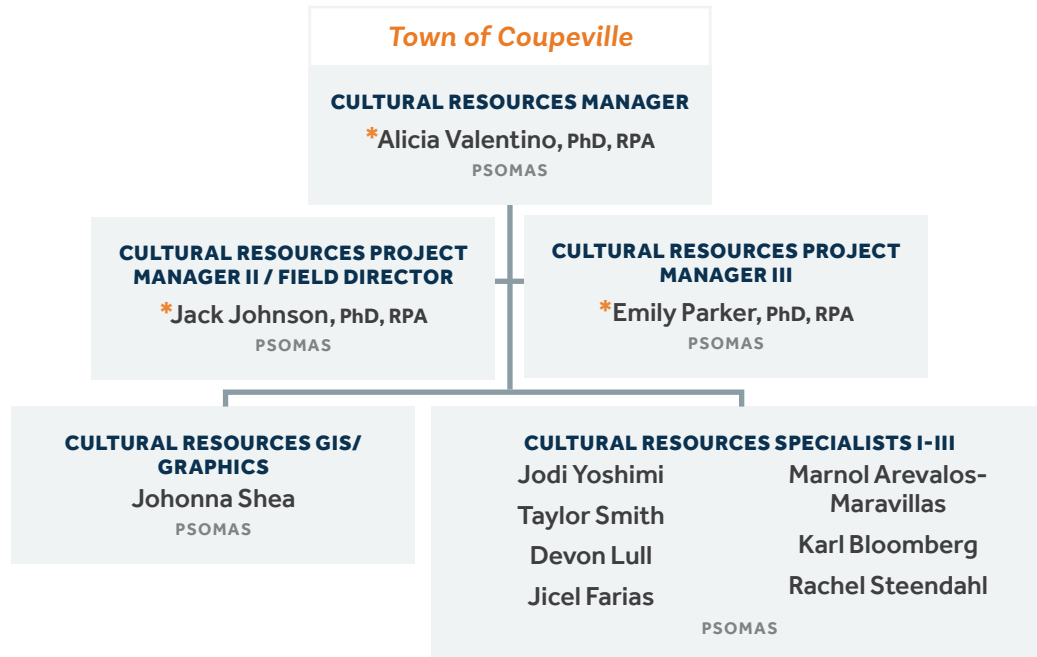 Town of Coupeville
CULTURAL RESOURCES MANAGER
*Alicia Valentino, PhD, RPA
PSOMAS
CULTURAL RESOURCES PROJECT
MANAGER II / FIELD DIRECTOR
*Jack Johnson, PhD, RPA
PSOMAS
CULTURAL RESOURCES PROJECT
MANAGER III
*Emily Parker, PhD, RPA
PSOMAS
CULTURAL RESOURCES GIS/
GRAPHICS
Johonna Shea
PSOMAS
CULTURAL RESOURCES SPECIALISTS I-III
Jodi Yoshimi
Taylor Smith
Devon Lull
Jicel Farias
Marnol Arevalos-
Maravillas
Karl Bloomberg
Rachel Steendahl
PSOMAS